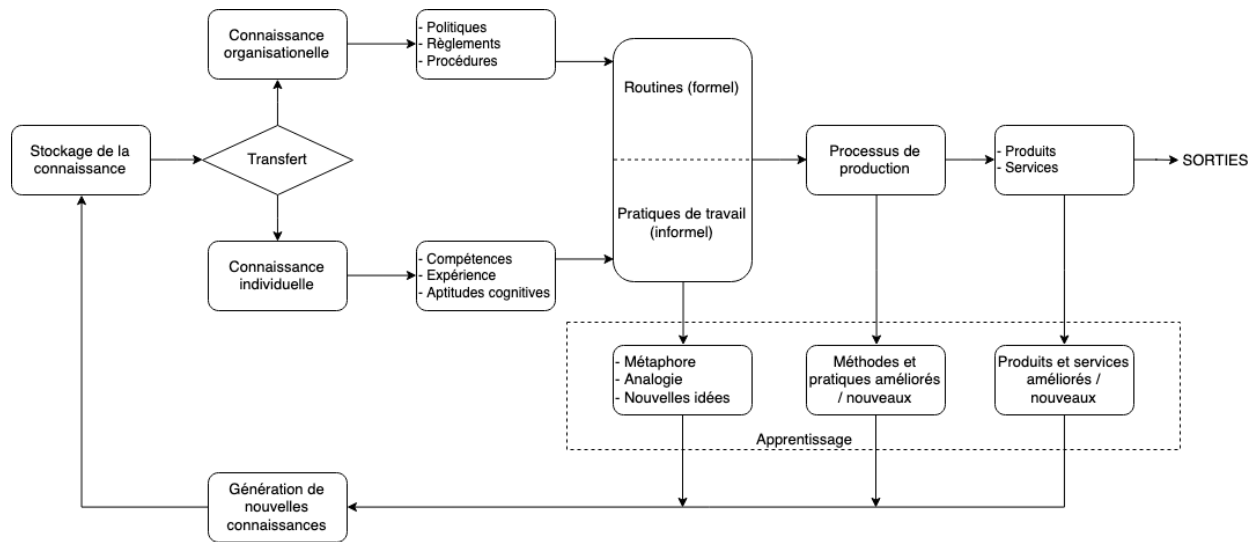 Connaissance
organisationelle
- Politiques
- Règlements
- Procédures
Routines (formel)
Stockage de la
connaissance
Transfert
Processus de
production
- Produits
- Services
SORTIES
Pratiques de travail
(informel)
Connaissance
individuelle
- Compétences
- Expérience
- Aptitudes cognitives
- Métaphore
- Analogie
- Nouvelles idées
Méthodes et
pratiques améliorés
/ nouveaux
Produits et services
améliorés /
nouveaux
Apprentissage
Génération de
nouvelles
connaissances